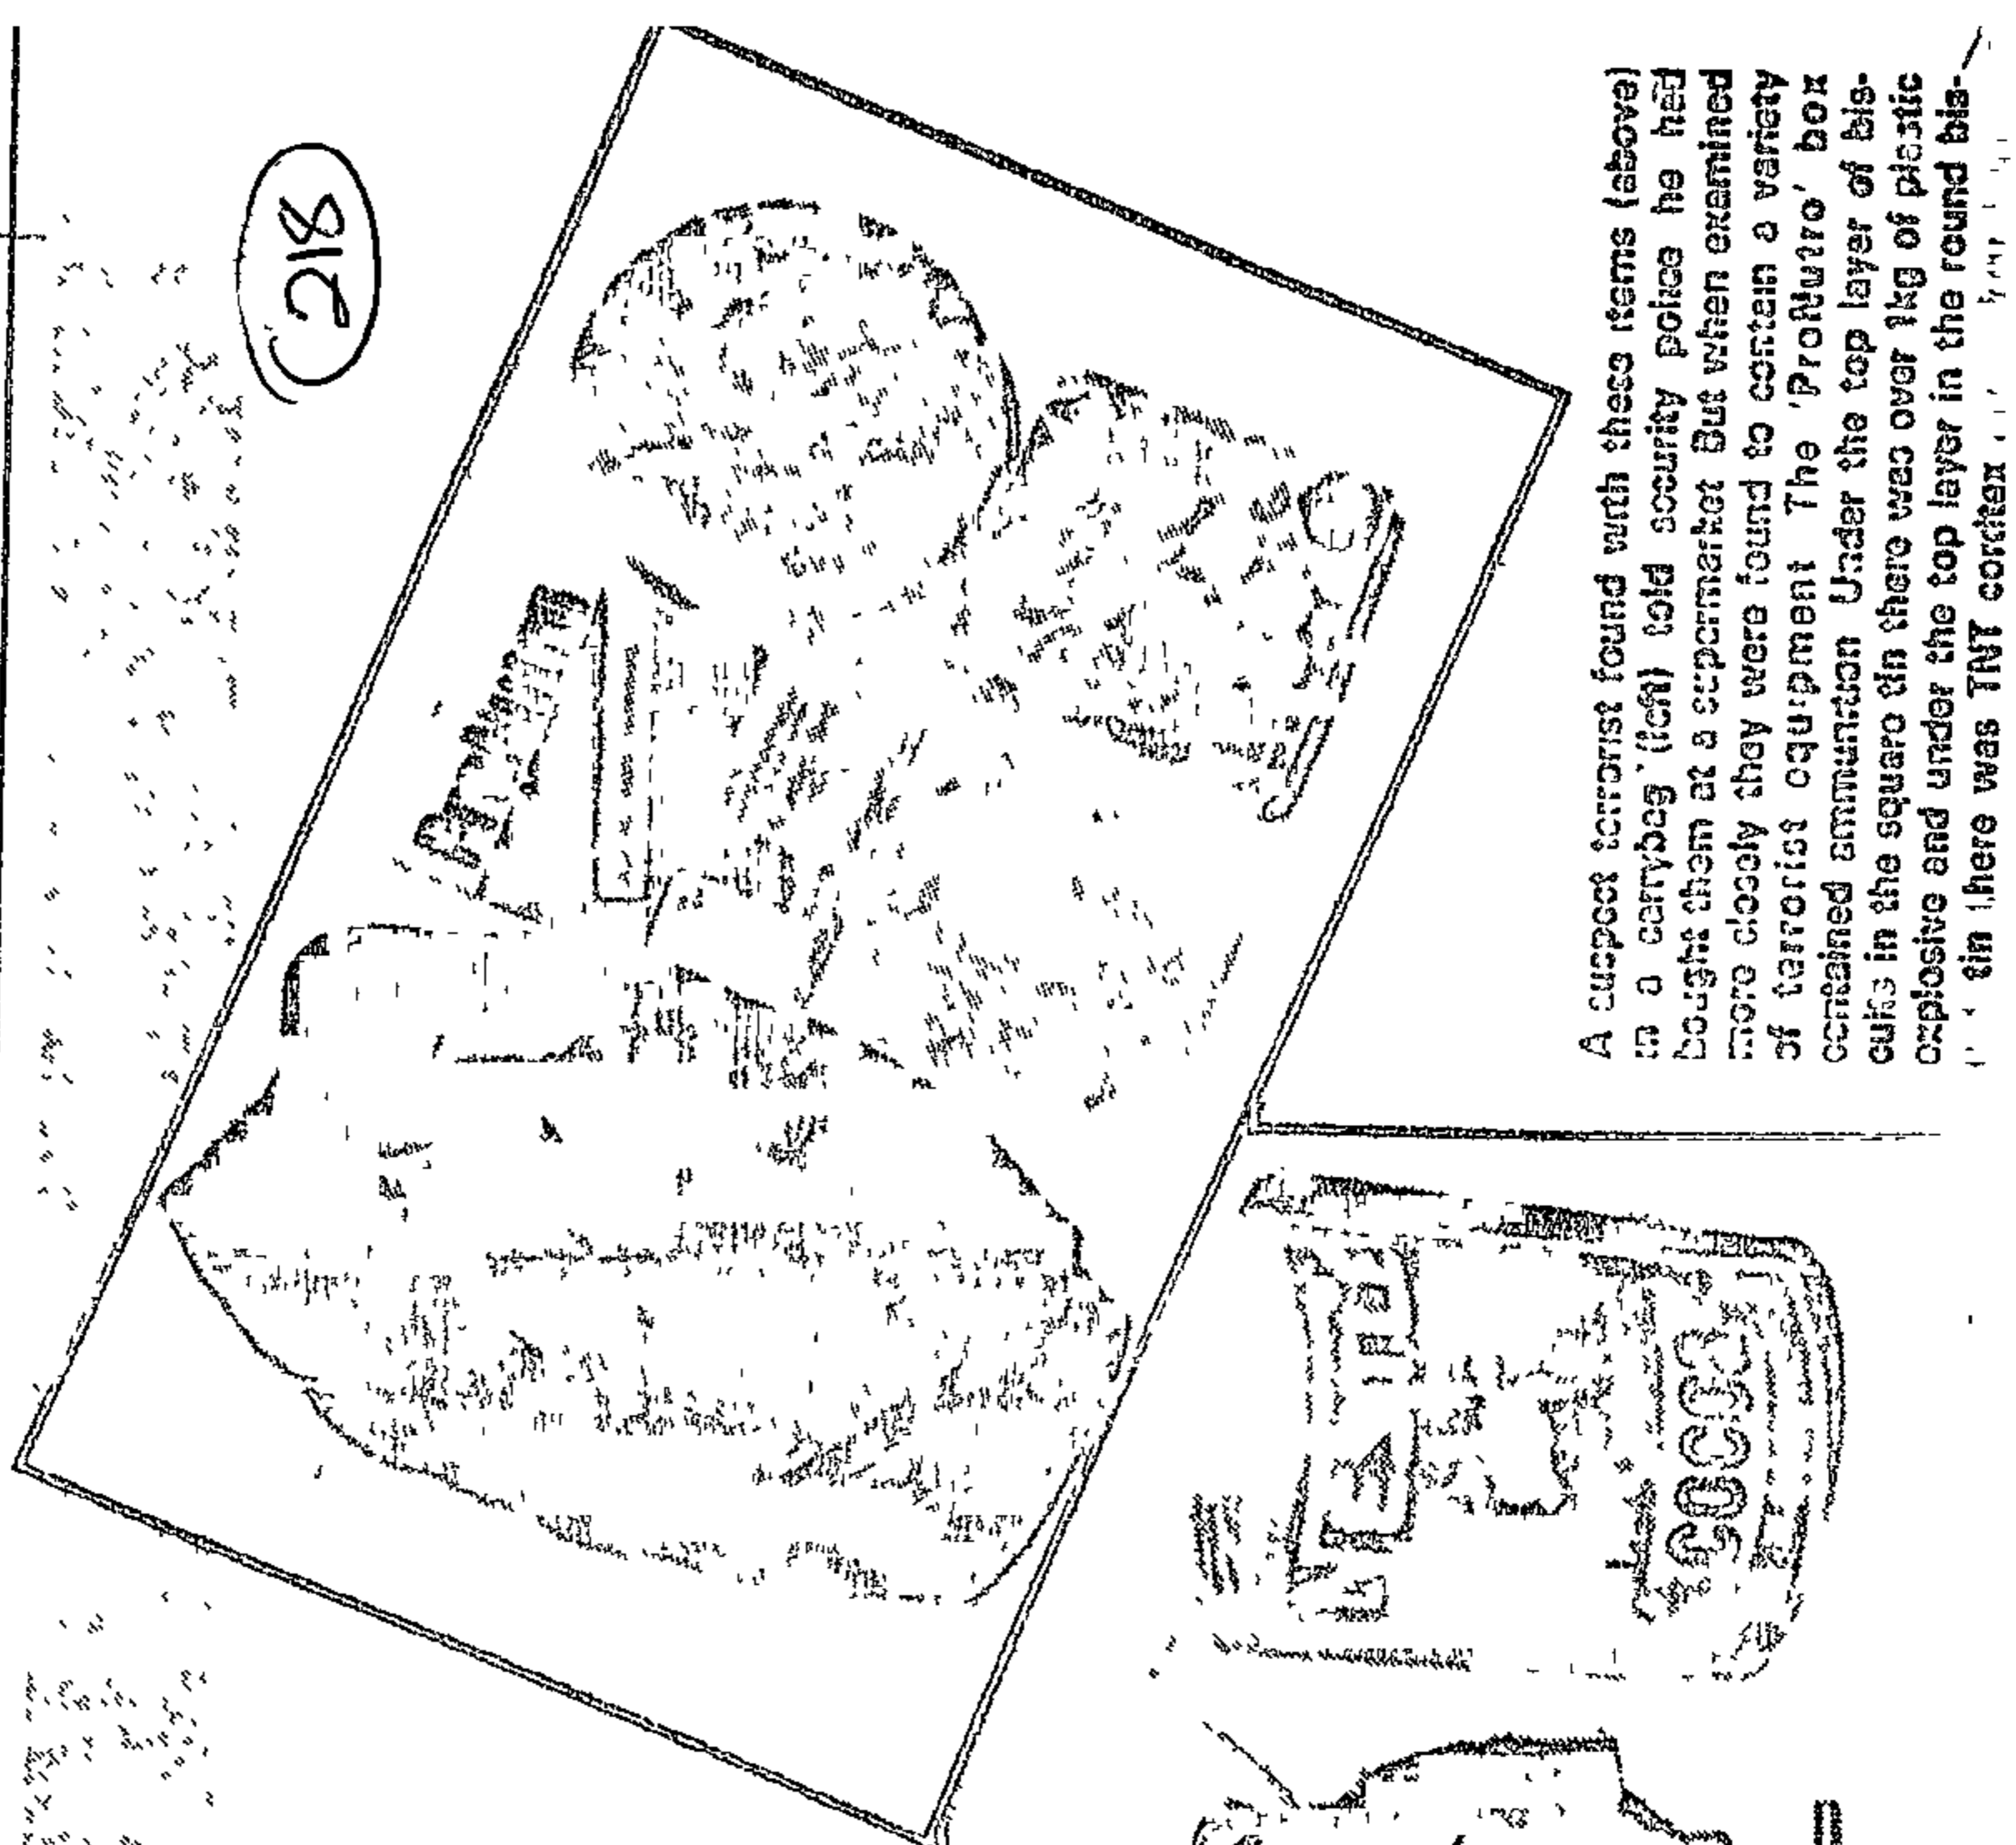 218
A suspect terrorist found with these items (above)
in a carrybag (left) told security police he had
bought them at a supermarket But when examined
more closely they were found to contain a variety
of terrorist equipment The 'ProNutro' box
contained ammunition Under the top layer of bis-
cuits in the square tin there was over 1kg of plastic
explosive and under the top layer in the round bis-
tin there was TNT cordtex